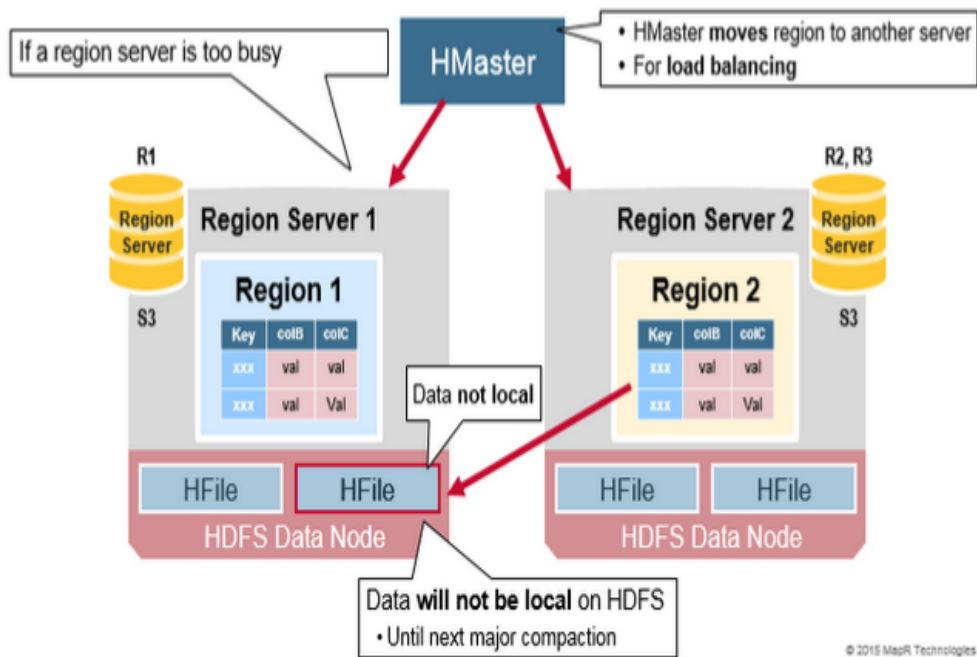 If a region server is too busy
HMaster
• HMaster moves region to another server
• For load balancing
R1
Region
Server
S3
Region Server 1
Region 1
Key colB colC
xxx val val
xxx val Val
Data not local
HFile
HFile
HDFS Data Node
R2, R3
Region
Server
S3
Region Server 2
Region 2
Key colB colC
xxx val val
xxx val Val
HFile
HFile
HDFS Data Node
Data will not be local on HDFS
• Until next major compaction
© 2015 MapR Technologies